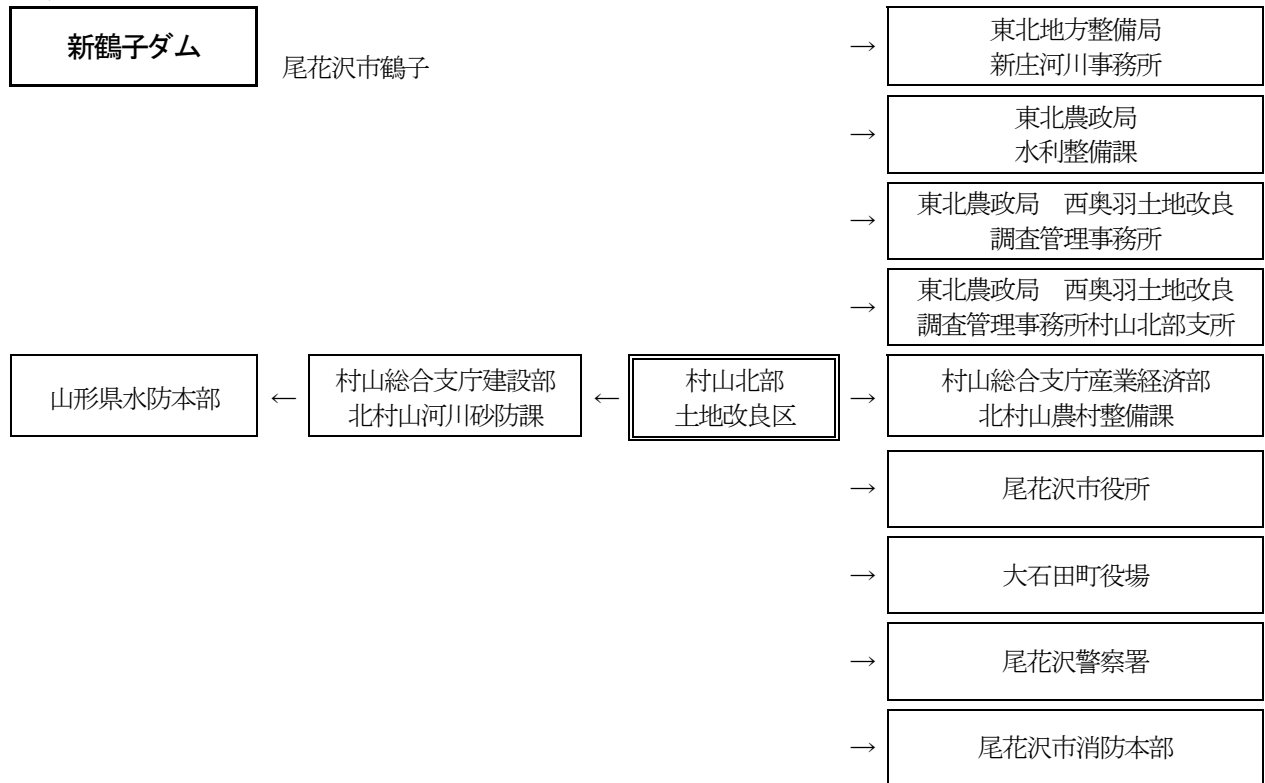 新鶴子ダム
尾花沢市鶴子
→
東北地方整備局
新庄河川事務所
→
東北農政局
水利整備課
→
東北農政局　西奥羽土地改良
調査管理事務所
→
東北農政局　西奥羽土地改良
調査管理事務所村山北部支所
山形県水防本部
←
村山総合支庁建設部
北村山河川砂防課
←
村山北部
土地改良区
→
村山総合支庁産業経済部
北村山農村整備課
→
尾花沢市役所
→
大石田町役場
→
尾花沢警察署
→
尾花沢市消防本部